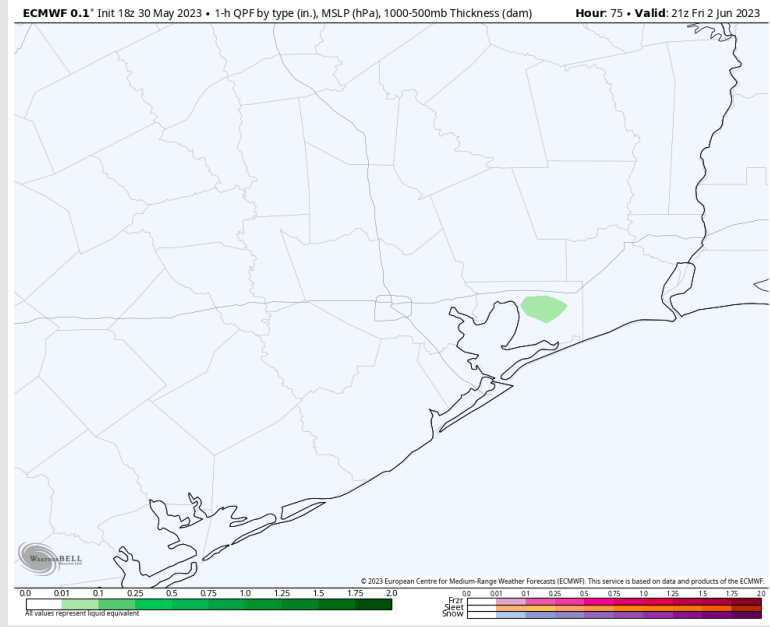 ECMWF 0.1° Init 18z 30 May 2023 • 1-h QPF by type (in.), MSLP (hPa), 1000-500mb Thickness (dam)
Hour: 75 • Valid: 21z Fri 2 Jun 2023
WeatherBELL
© 2023 European Centre for Medium-Range Weather Forecasts (ECMWF). This service is based on data and products of the ECMWF.
0.0 0.01 0.1 0.25 0.5 0.75 1.0 1.25 1.5 1.75 2.0
All values represent liquid equivalent
0.0 0.01 0.1 0.25 0.5 0.75 1.0 1.25 1.5 1.75 2.0
Frzr
Sleet
Snow